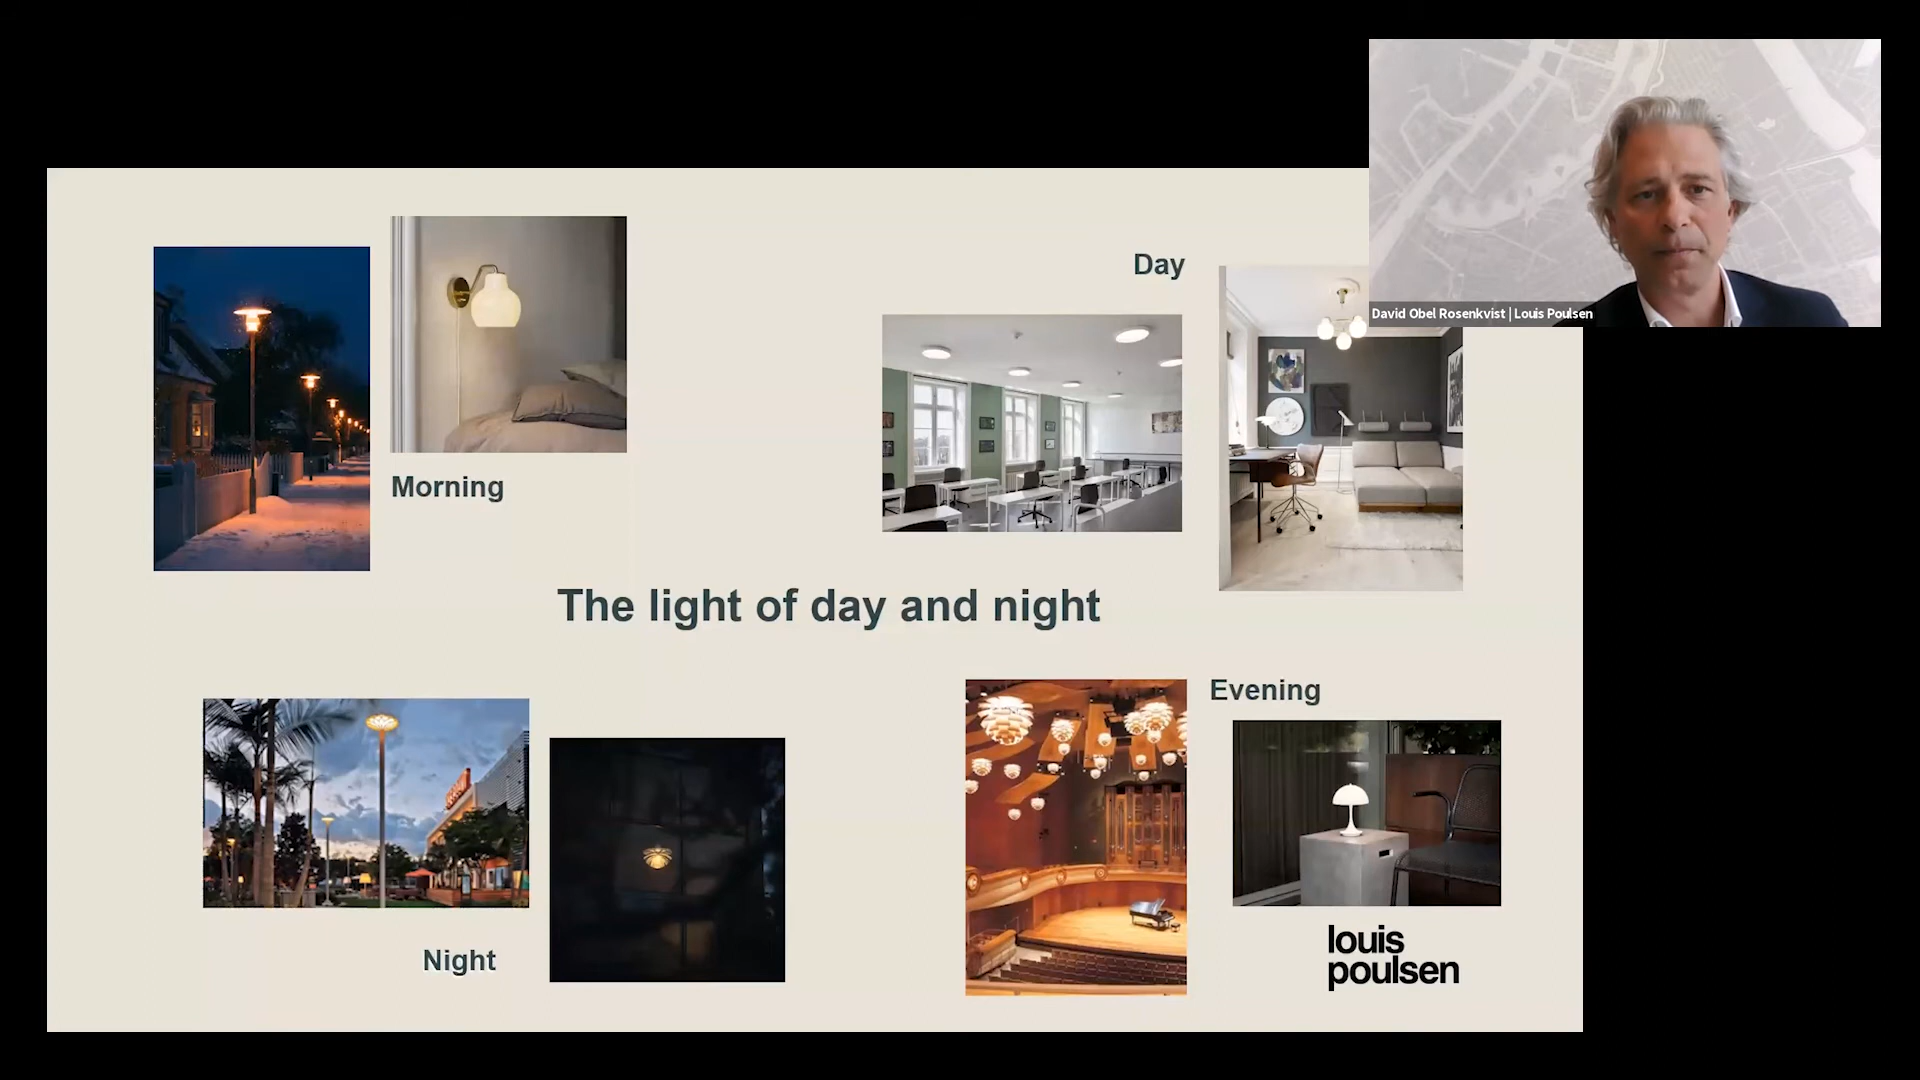 David Obel Rosenkvist | Louis Poulsen
Day
Morning
The light of day and night
Evening
Night
louis
poulsen